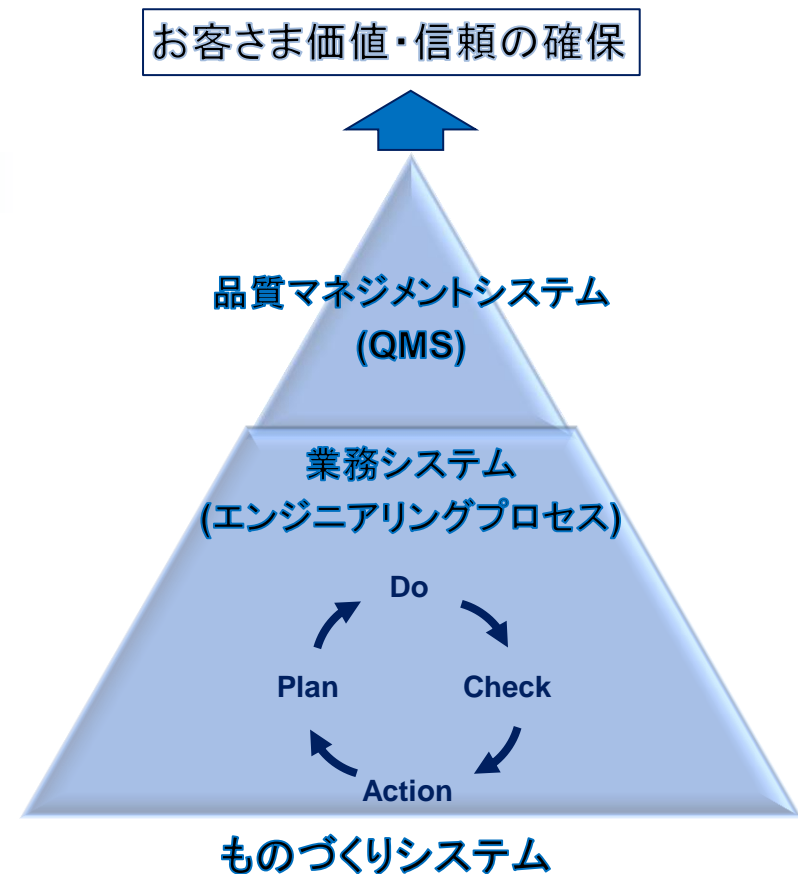 お客さま価値・信頼の確保
品質マネジメントシステム
(QMS)
業務システム
(エンジニアリングプロセス)
Do
Plan
Check
Action
ものづくりシステム